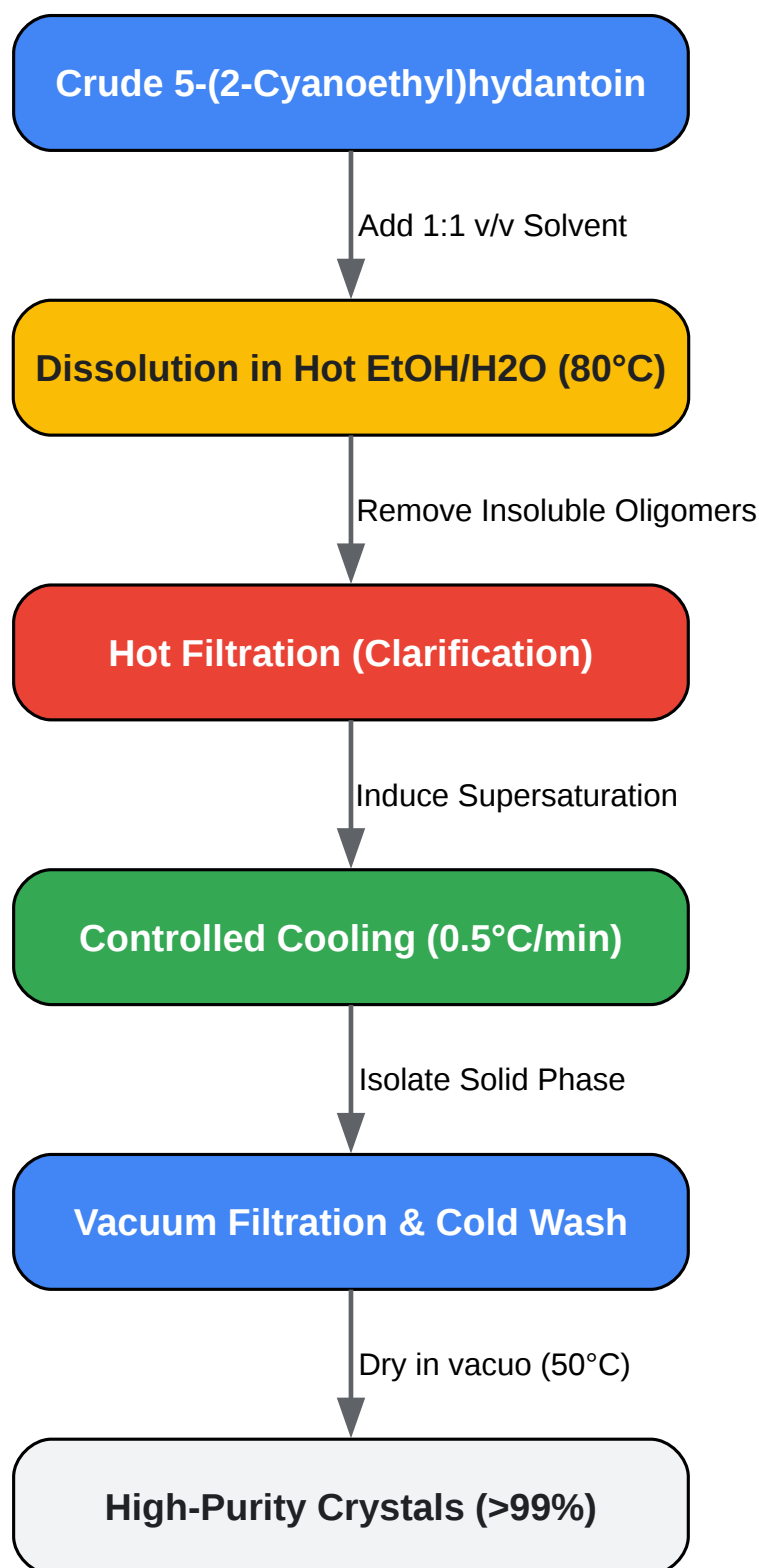 Crude 5-(2-Cyanoethyl)hydantoin
Add 1:1 v/v Solvent
Dissolution in Hot EtOH/H2O (80°C)
Remove Insoluble Oligomers
Hot Filtration (Clarification)
Induce Supersaturation
Controlled Cooling (0.5°C/min)
Isolate Solid Phase
Vacuum Filtration & Cold Wash
Dry in vacuo (50°C)
High-Purity Crystals (>99%)